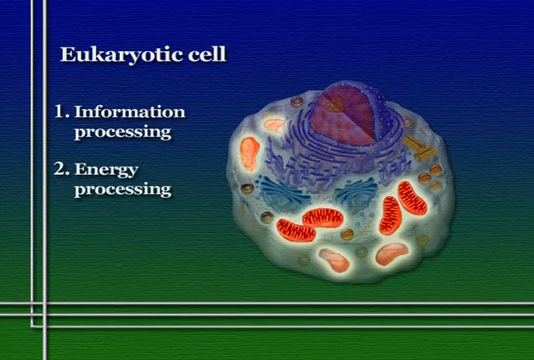 Eukaryotic cell
1. Information
processing
2. Energy
processing